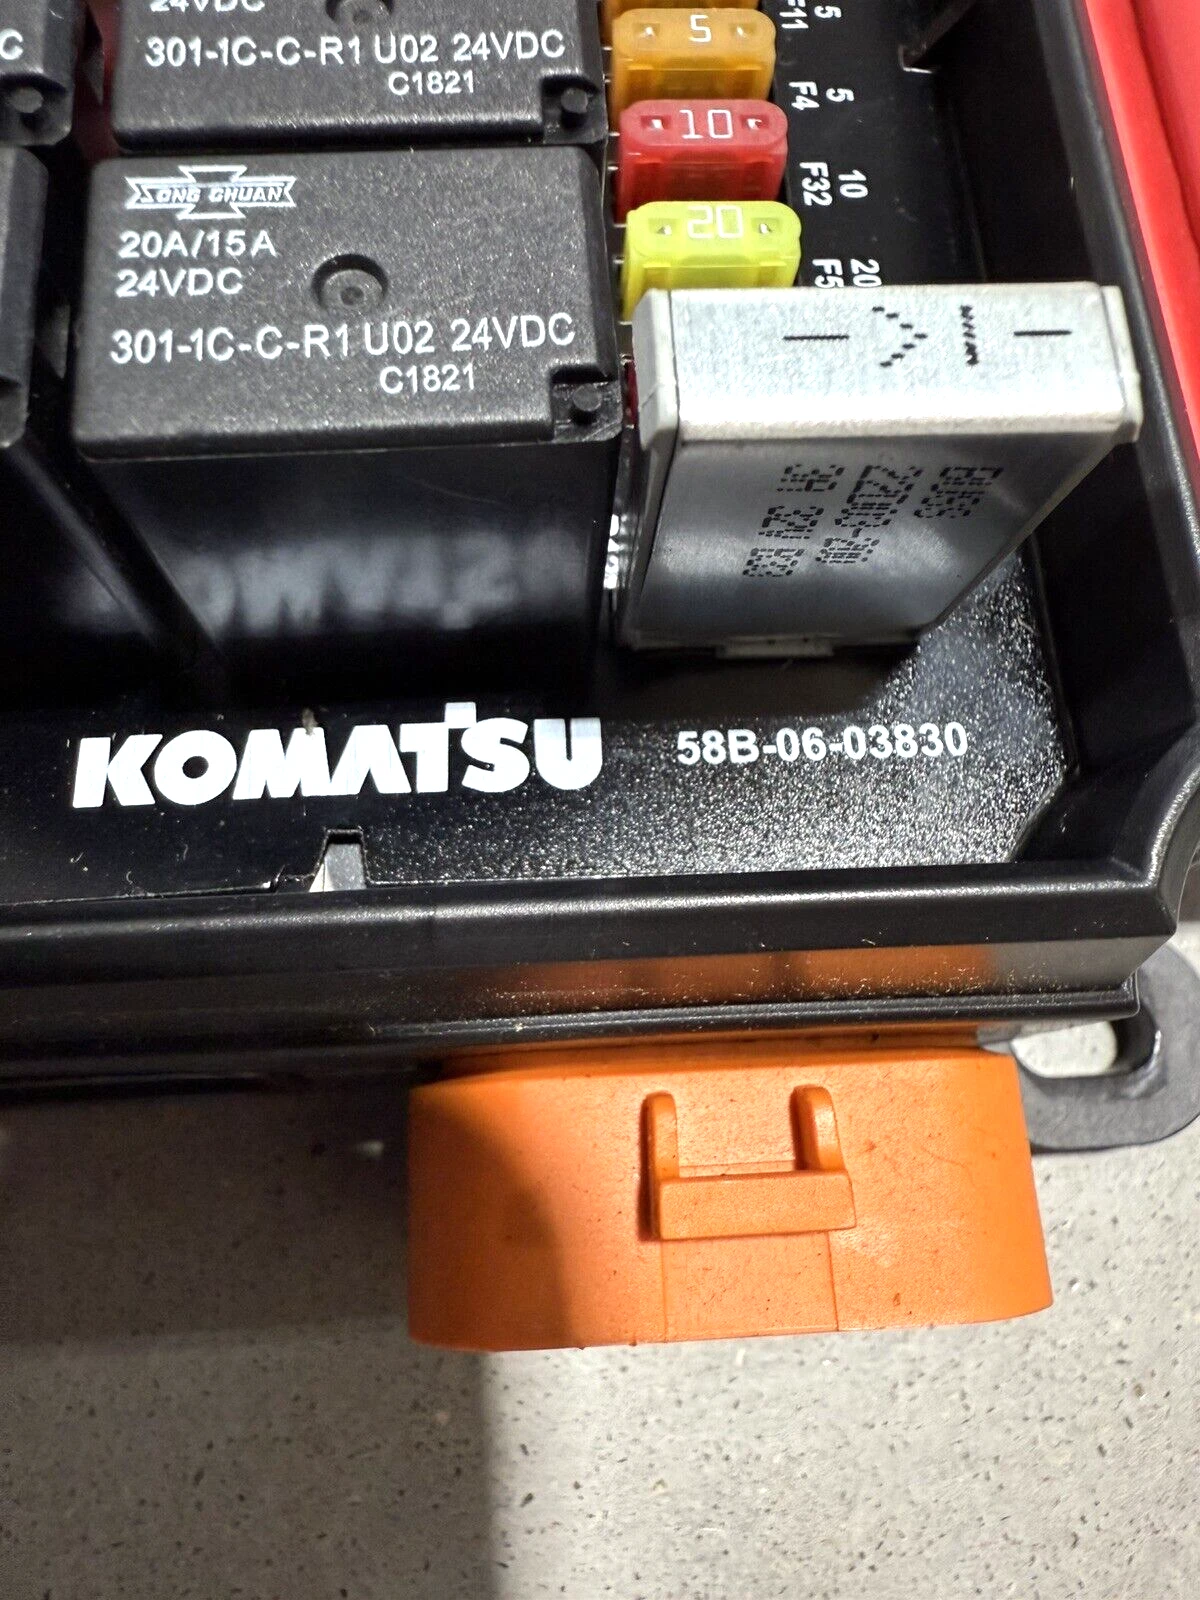 C
24VDC
301-1C-C-R1 U02 24VDC
C1821
SONG CHUAN
20A/15A
24VDC
301-1C-C-R1 U02 24VDC
C1821
5
10
20
5
F11
5
F4
10
F32
20
F5
KOMATSU
58B-06-03830